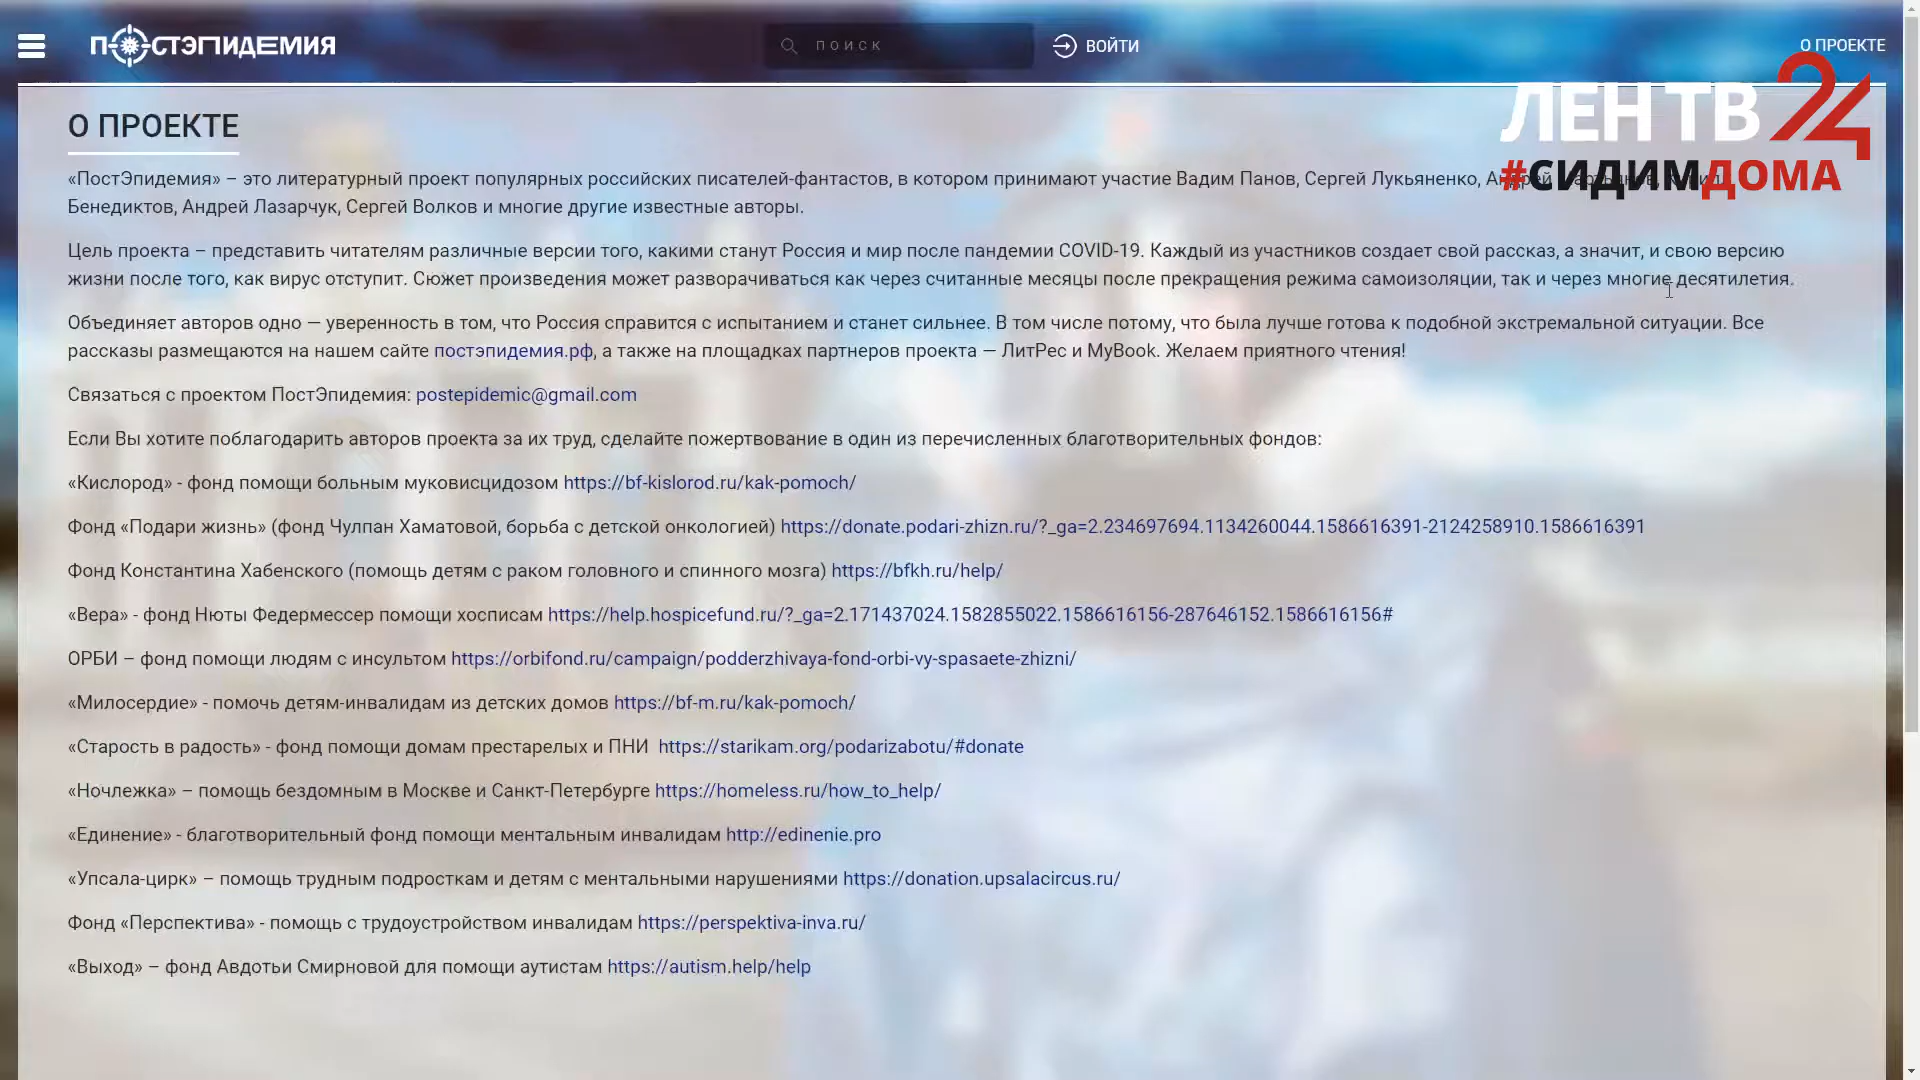 ПОСТЭПИДЕМИЯ
ПОИСК
ВОЙТИ
О ПРОЕКТЕ
ЛЕН ТВ 24
#СИДИМДОМА
О ПРОЕКТЕ
«ПостЭпидемия» – это литературный проект популярных российских писателей-фантастов, в котором принимают участие Вадим Панов, Сергей Лукьяненко, Андрей
Бенедиктов, Андрей Лазарчук, Сергей Волков и многие другие известные авторы.
Цель проекта – представить читателям различные версии того, какими станут Россия и мир после пандемии COVID-19. Каждый из участников создает свой рассказ, а значит, и свою версию
жизни после того, как вирус отступит. Сюжет произведения может разворачиваться как через считанные месяцы после прекращения режима самоизоляции, так и через многие десятилетия.
Объединяет авторов одно — уверенность в том, что Россия справится с испытанием и станет сильнее. В том числе потому, что была лучше готова к подобной экстремальной ситуации. Все
рассказы размещаются на нашем сайте постэпидемия.рф, а также на площадках партнеров проекта — ЛитРес и MyBook. Желаем приятного чтения!
Связаться с проектом ПостЭпидемия: postepidemic@gmail.com
Если Вы хотите поблагодарить авторов проекта за их труд, сделайте пожертвование в один из перечисленных благотворительных фондов:
«Кислород» - фонд помощи больным муковисцидозом https://bf-kislorod.ru/kak-pomoch/
Фонд «Подари жизнь» (фонд Чулпан Хаматовой, борьба с детской онкологией) https://donate.podari-zhizn.ru/?_ga=2.234697694.1134260044.1586616391-2124258910.1586616391
Фонд Константина Хабенского (помощь детям с раком головного и спинного мозга) https://bfkh.ru/help/
«Вера» - фонд Нюты Федермессер помощи хосписам https://help.hospicefund.ru/?_ga=2.171437024.1582855022.1586616156-287646152.1586616156#
ОРБИ – фонд помощи людям с инсультом https://orbifond.ru/campaign/podderzhivaya-fond-orbi-vy-spasaete-zhizni/
«Милосердие» - помочь детям-инвалидам из детских домов https://bf-m.ru/kak-pomoch/
«Старость в радость» - фонд помощи домам престарелых и ПНИ https://starikam.org/podarizabotu/#donate
«Ночлежка» – помощь бездомным в Москве и Санкт-Петербурге https://homeless.ru/how_to_help/
«Единение» - благотворительный фонд помощи ментальным инвалидам http://edinenie.pro
«Упсала-цирк» – помощь трудным подросткам и детям с ментальными нарушениями https://donation.upsalacircus.ru/
Фонд «Перспектива» - помощь с трудоустройством инвалидам https://perspektiva-inva.ru/
«Выход» – фонд Авдотьи Смирновой для помощи аутистам https://autism.help/help